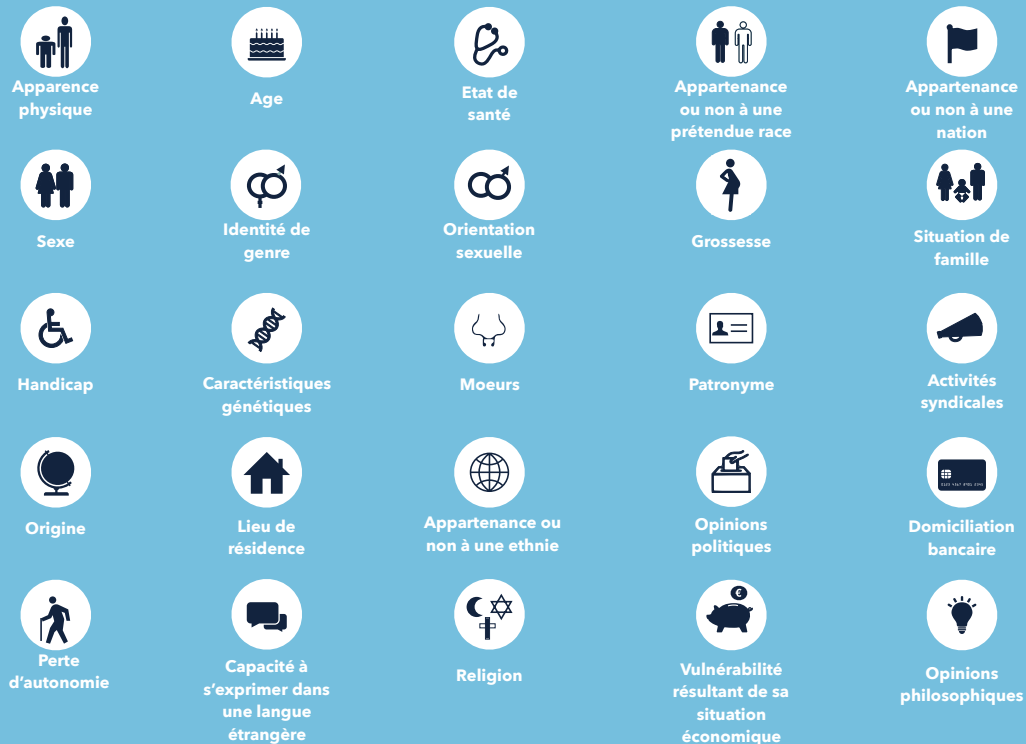 Apparence
physique
Age
Etat de
santé
Appartenance
ou non à une
prétendue race
Appartenance
ou non à une
nation
Sexe
Identité de
genre
Orientation
sexuelle
Grossesse
Situation de
famille
Handicap
Caractéristiques
génétiques
Moeurs
Patronyme
Activités
syndicales
Origine
Lieu de
résidence
Appartenance ou
non à une ethnie
Opinions
politiques
Domiciliation
bancaire
Perte
d’autonomie
Capacité à
s’exprimer dans
une langue
étrangère
Religion
€
Vulnérabilité
résultant de sa
situation
économique
Opinions
philosophiques